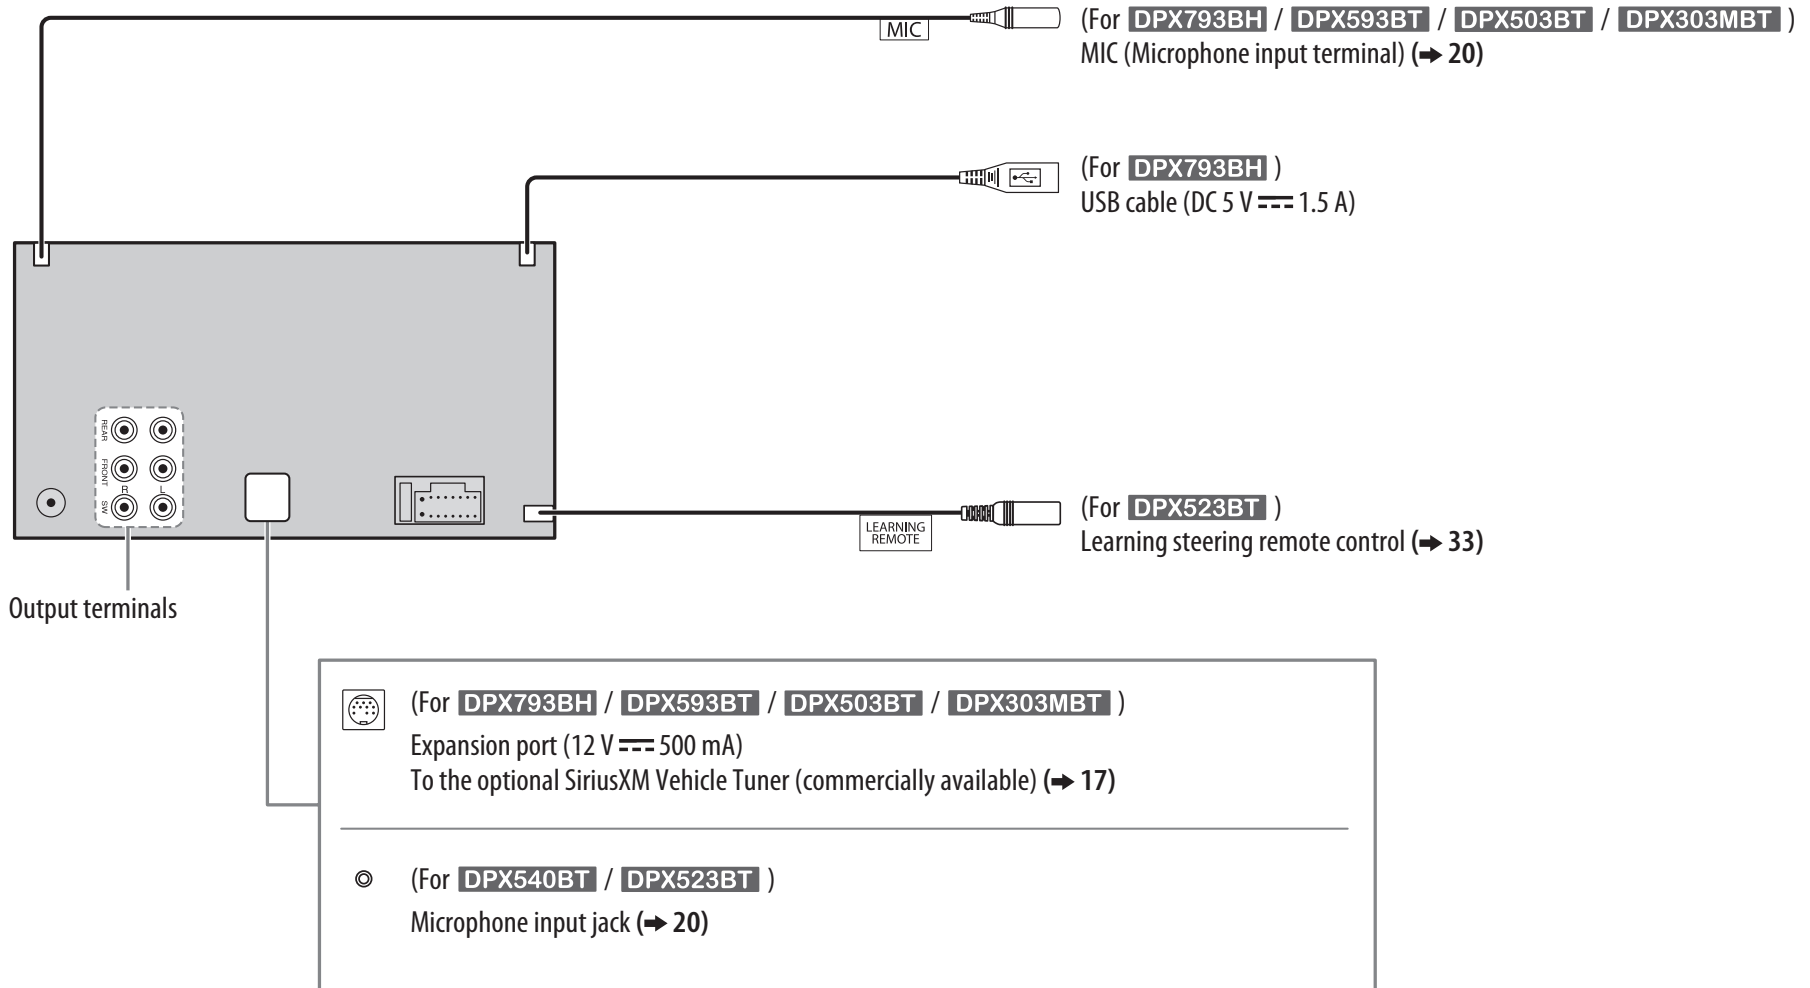 MIC
(For DPX793BH / DPX593BT / DPX503BT / DPX303MBT )
MIC (Microphone input terminal) (➜ 20)
(For DPX793BH )
USB cable (DC 5 V ⎓ 1.5 A)
REAR
FRONT
R L
SW
LEARNING
REMOTE
(For DPX523BT )
Learning steering remote control (➜ 33)
Output terminals
(For DPX793BH / DPX593BT / DPX503BT / DPX303MBT )
Expansion port (12 V ⎓ 500 mA)
To the optional SiriusXM Vehicle Tuner (commercially available) (➜ 17)
(For DPX540BT / DPX523BT )
Microphone input jack (➜ 20)